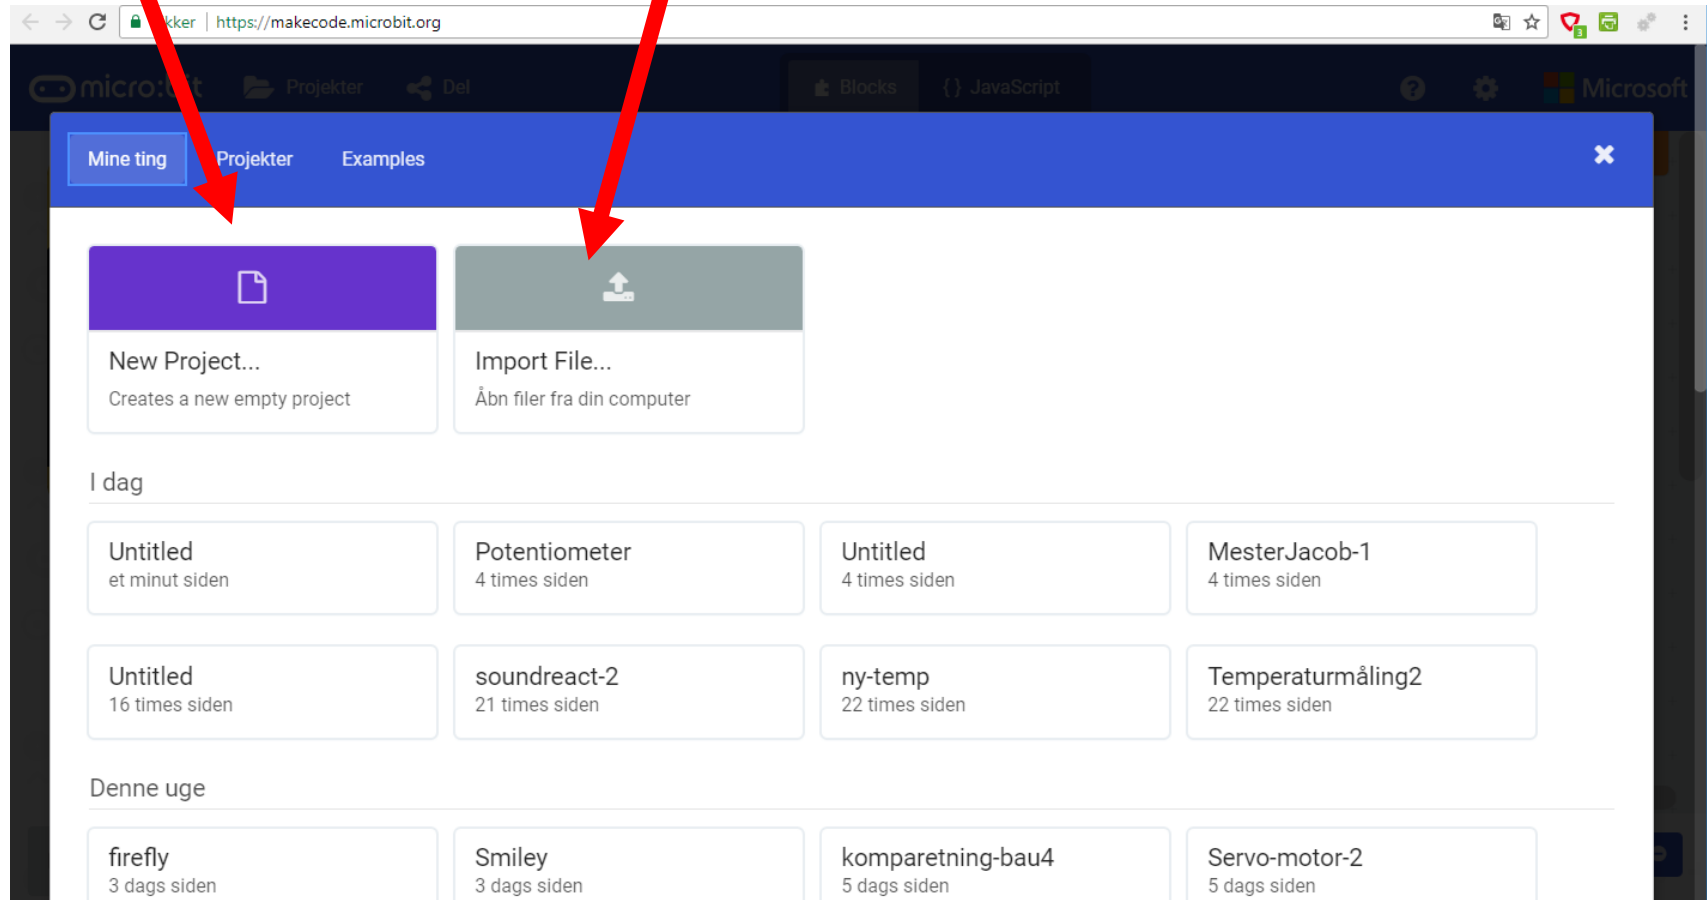 kker https://makecode.microbit.org
3
micro:bit Projekter Del Blocks {} JavaScript ? Microsoft
Mine ting Projekter Examples
New Project... Import File...
Creates a new empty project Åbn filer fra din computer
I dag
Untitled Potentiometer Untitled MesterJacob-1
et minut siden 4 times siden 4 times siden 4 times siden
Untitled soundreact-2 ny-temp Temperaturmåling2
16 times siden 21 times siden 22 times siden 22 times siden
Denne uge
firefly Smiley komparetning-bau4 Servo-motor-2
3 dags siden 3 dags siden 5 dags siden 5 dags siden